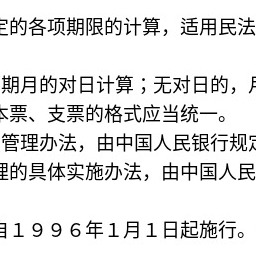 定的各项期限的计算，适用民法
期月的对日计算；无对日的，月
本票、支票的格式应当统一。
管理办法，由中国人民银行规定
理的具体实施办法，由中国人民
自１９９６年１月１日起施行。